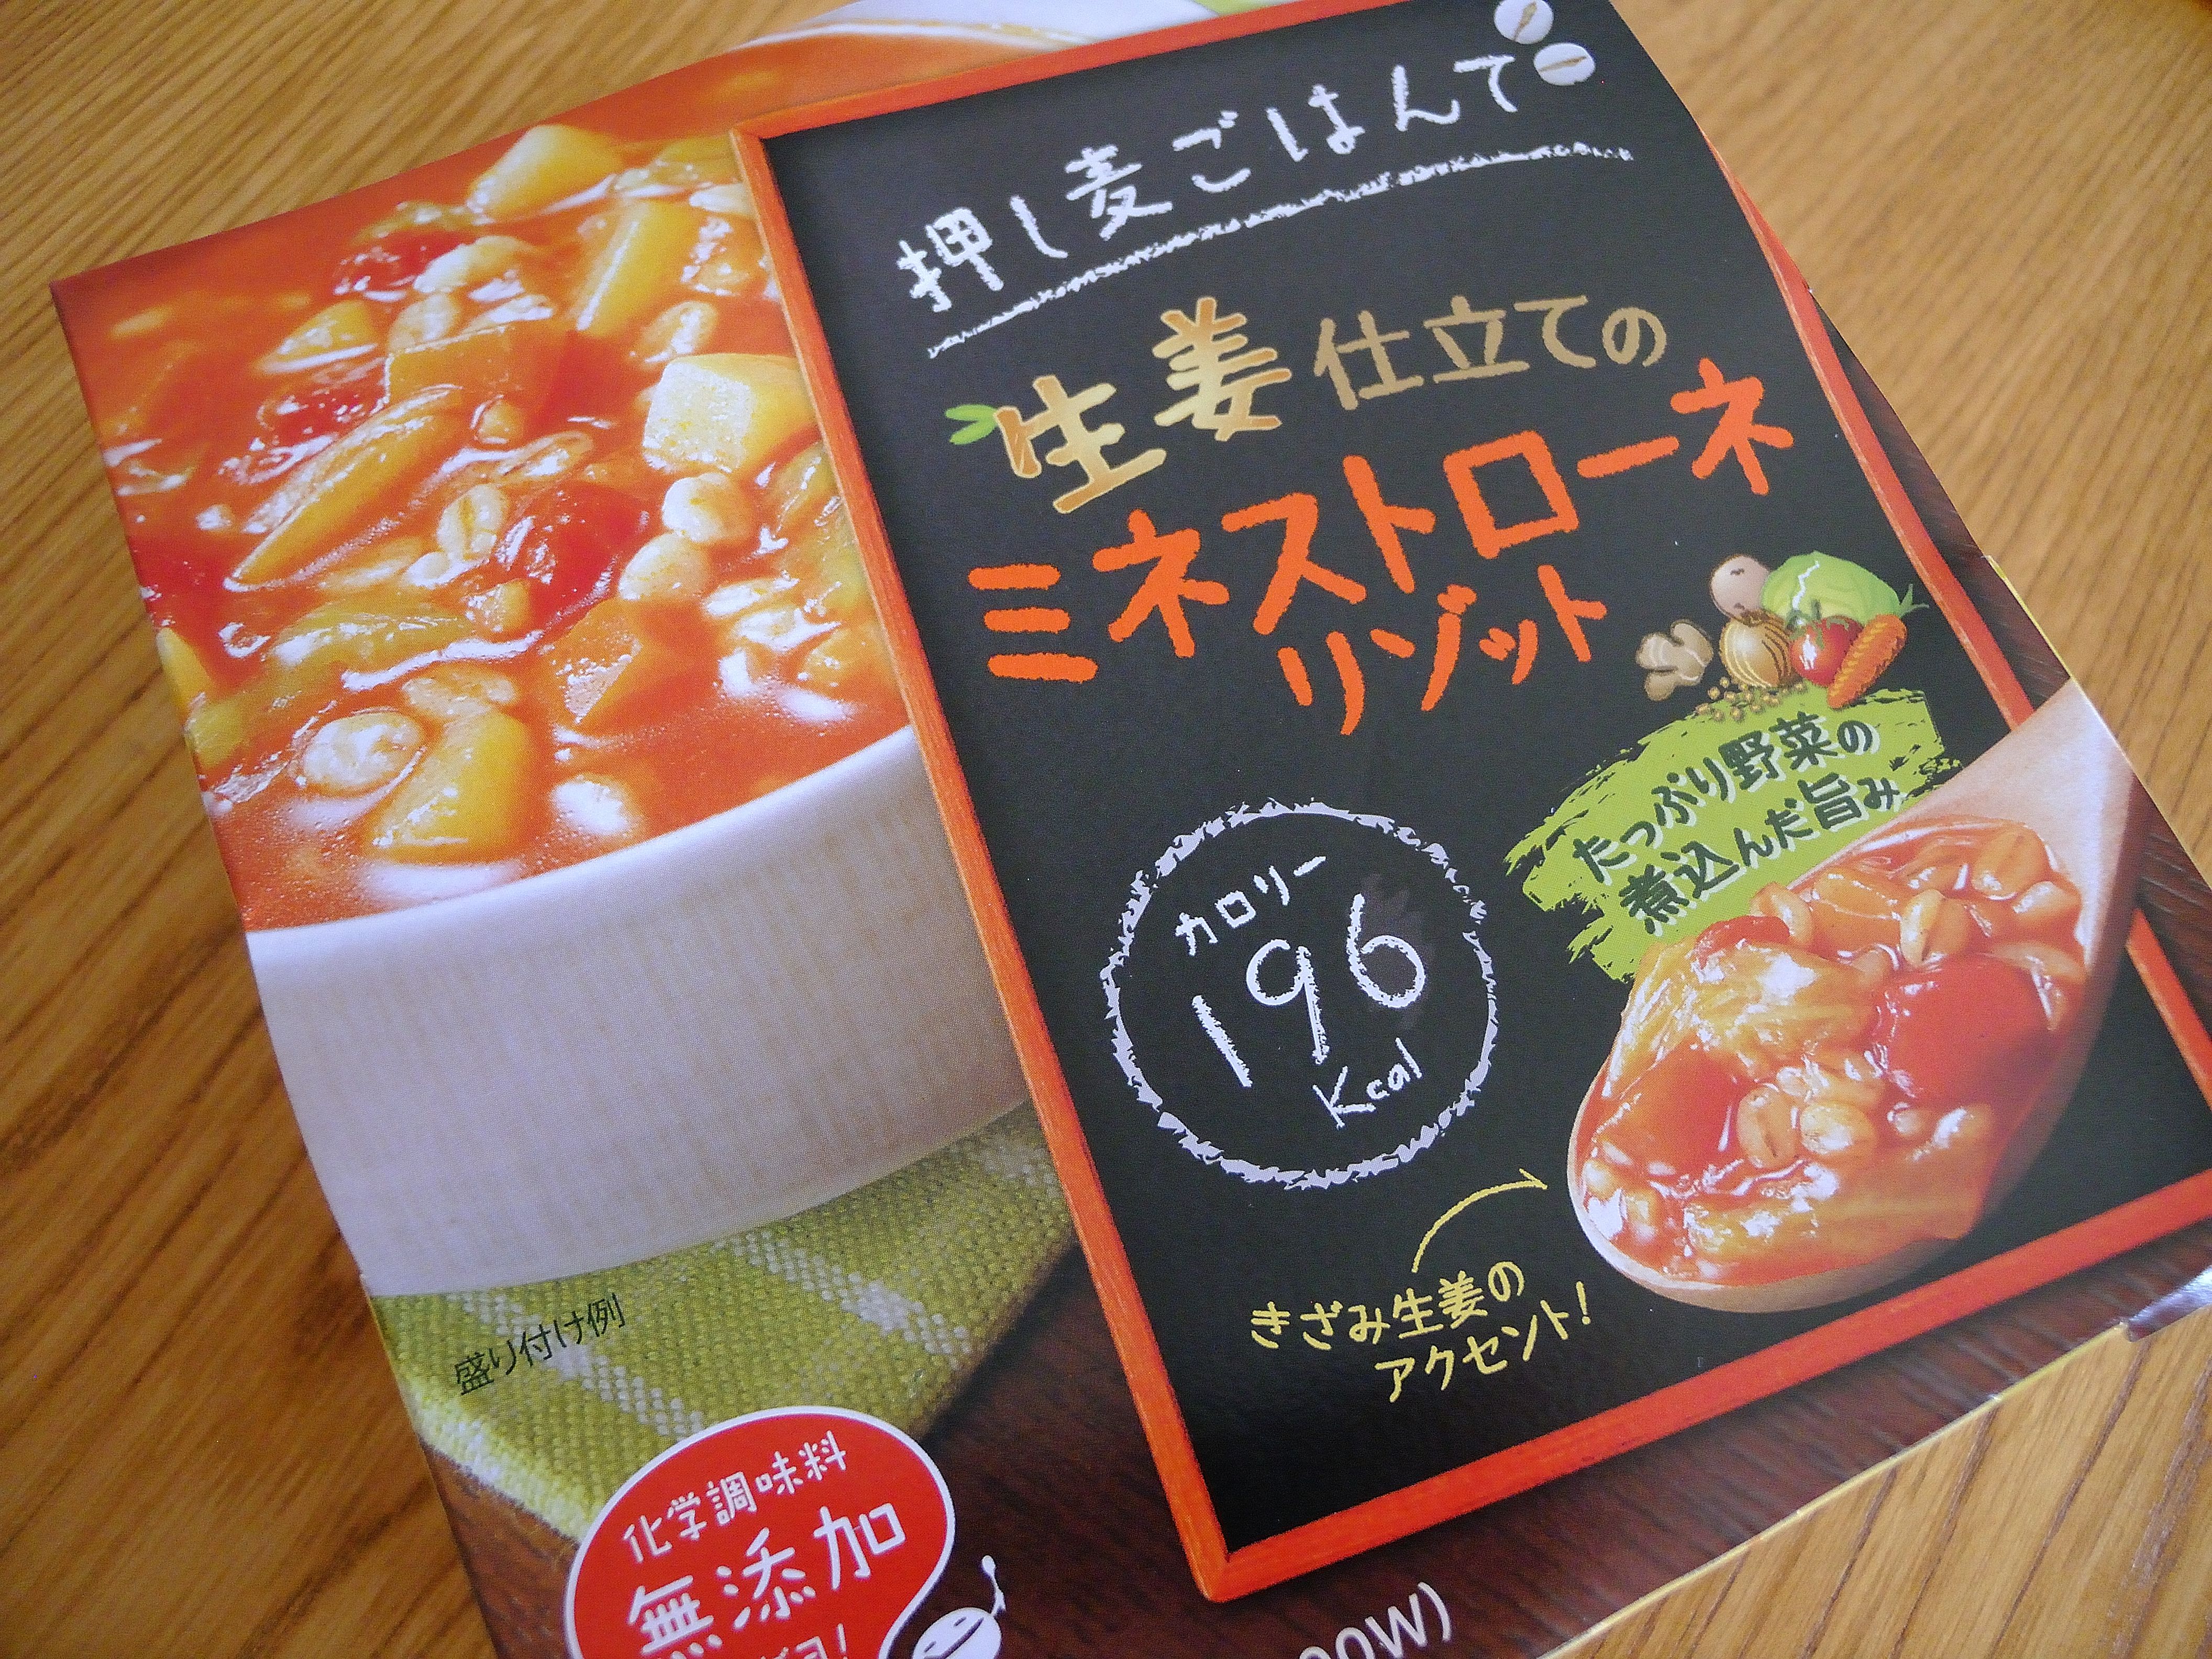 押し麦ごはんで
生姜仕立ての
ミネストローネ
リゾット
たっぷり野菜の
煮込んだ旨み
カロリー
196
Kcal
きざみ生姜の
アクセント!
盛り付け例
化学調味料
無添加
00W)